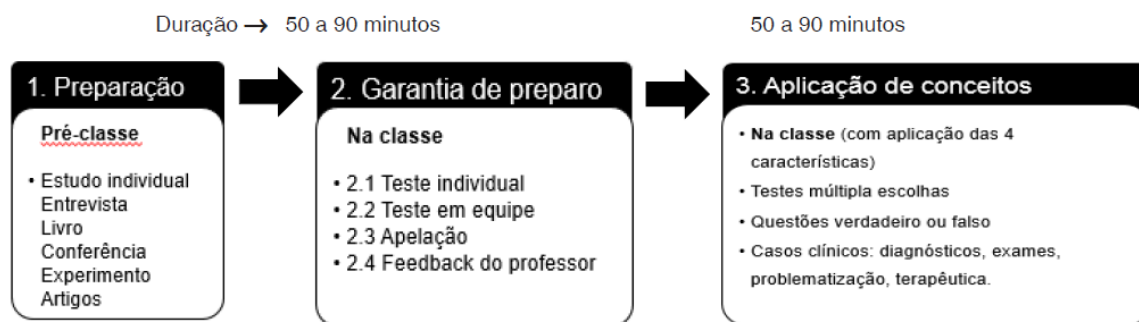 Duração → 50 a 90 minutos
50 a 90 minutos
1. Preparação
Pré-classe
• Estudo individual
Entrevista
Livro
Conferência
Experimento
Artigos
2. Garantia de preparo
Na classe
• 2.1 Teste individual
• 2.2 Teste em equipe
• 2.3 Apelação
• 2.4 Feedback do professor
3. Aplicação de conceitos
• Na classe (com aplicação das 4
características)
• Testes múltipla escolhas
• Questões verdadeiro ou falso
• Casos clínicos: diagnósticos, exames,
problematização, terapêutica.